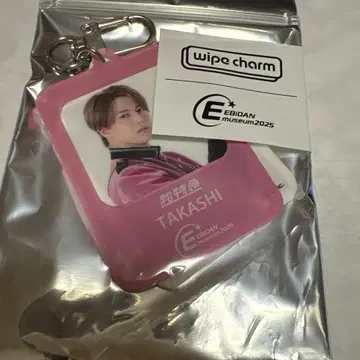 wipe charm
EBiDAN
museum2025
超特急
TAKASHI
EBiDAN
museum2025